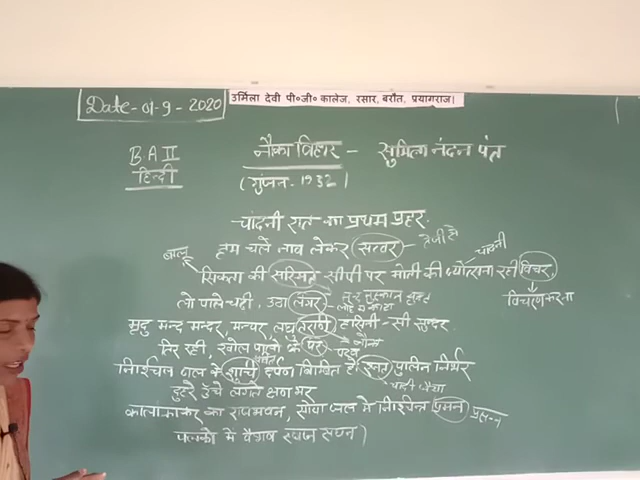 Date - 01 - 9 - 2020
उर्मिला देवी पी०जी० कालेज, रसार, बरौत, प्रयागराज।
B A II
हिन्दी
नौका विहार - सुमित्रा नंदन पंत
(गुंजन - 1932)
चांदनी रात का प्रथम प्रहर
हम चले नाव लेकर सत्वर
बालू
चांदनी
सिकता की सस्मित सीपी पर मोती की ज्योत्सना रही विचर
विचरण करना
लो पाले चढ़ी, उठा लंगर
मृदु मन्द मन्दर, मन्थर लघु तरणी हंसिनी - सी सुन्दर
तिर रही, खोल पालों के पर
निश्चल जल के शुचि दर्पण बिम्बित हो रजत पुलिन निर्भर
दुहरे ऊँचे लगते क्षण भर
कालाकांकर का राजभवन, सोया जल में निश्चिन्त प्रमन
पलको में वैभव स्वप्न सघन)